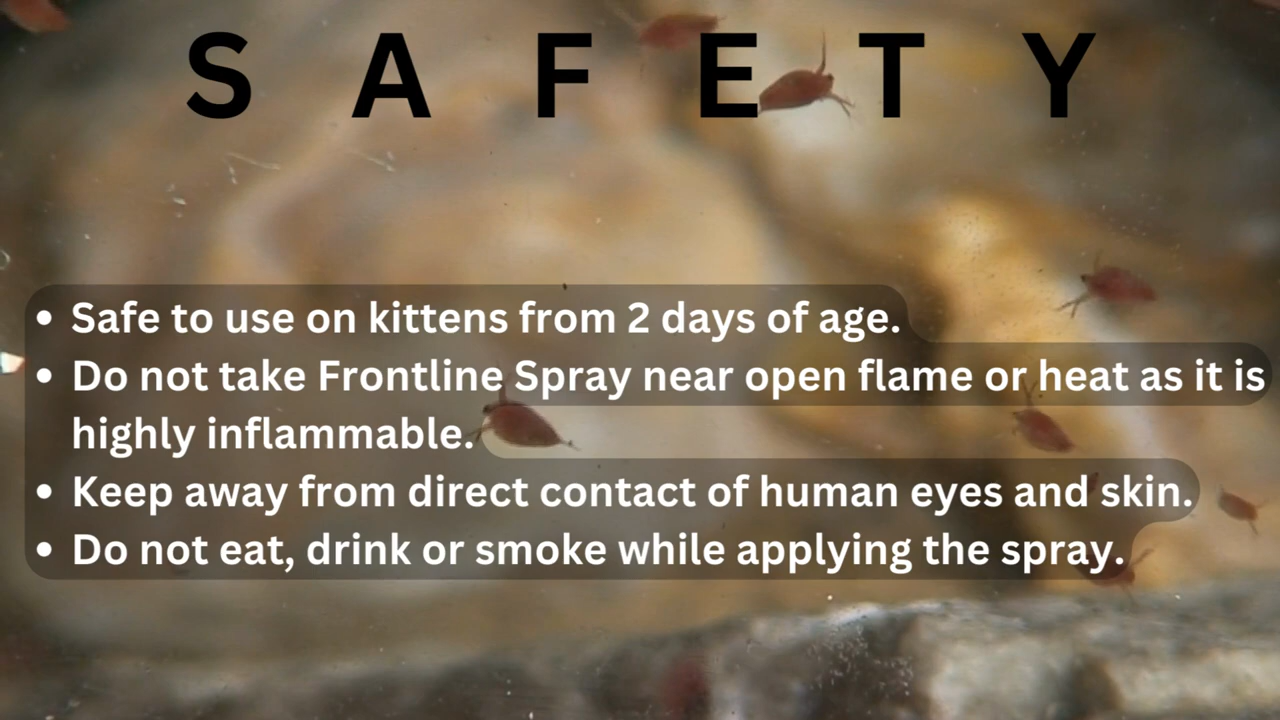 S A F E T Y
• Safe to use on kittens from 2 days of age.
• Do not take Frontline Spray near open flame or heat as it is
highly inflammable.
• Keep away from direct contact of human eyes and skin.
• Do not eat, drink or smoke while applying the spray.